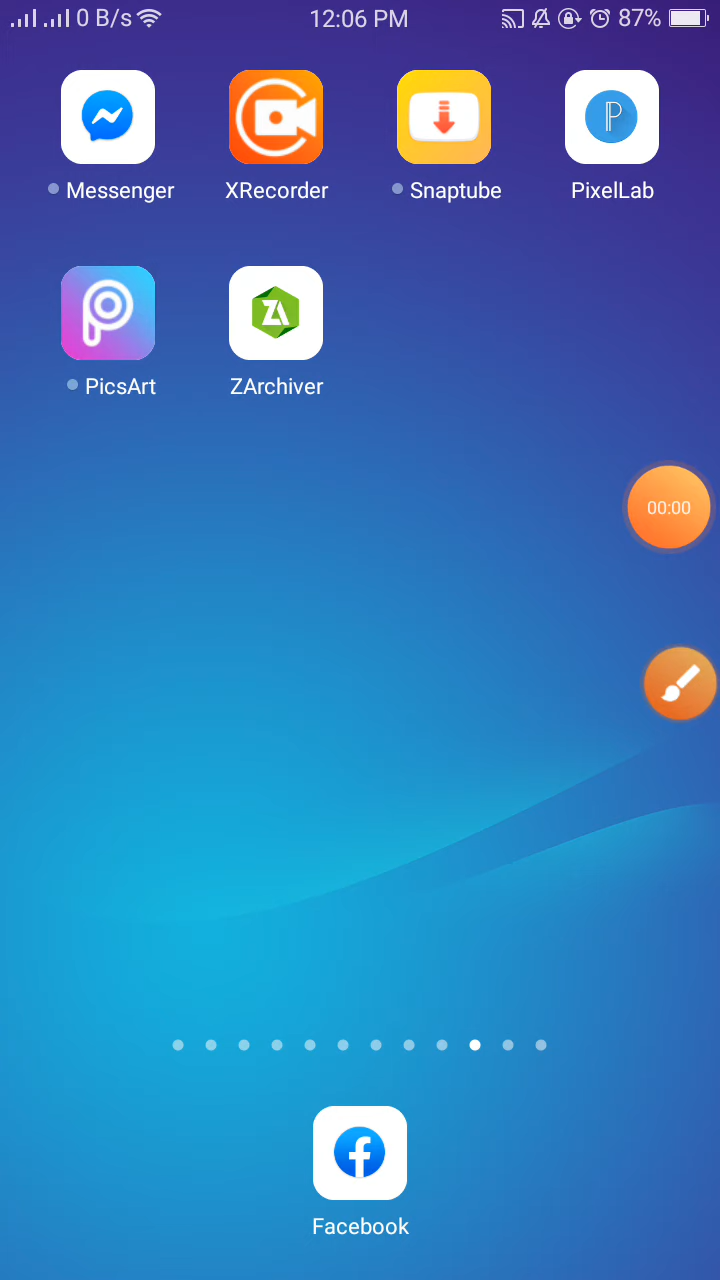 0 B/s 12:06 PM 87%
Messenger XRecorder Snaptube PixelLab
PicsArt ZArchiver
00:00
Facebook